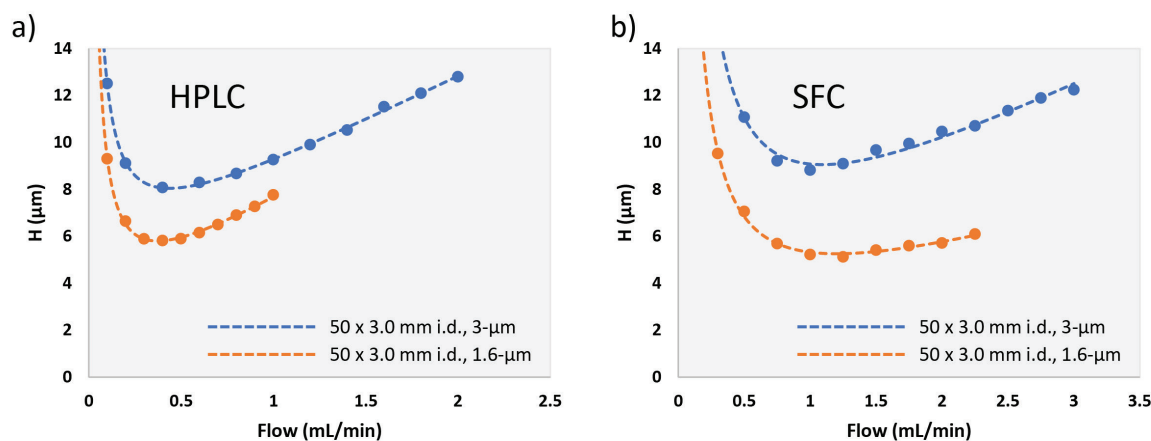 a)
HPLC
H (µm)
14
12
10
8
6
4
2
0
50 x 3.0 mm i.d., 3-µm
50 x 3.0 mm i.d., 1.6-µm
0 0.5 1 1.5 2 2.5
Flow (mL/min)
b)
SFC
H (µm)
14
12
10
8
6
4
2
0
50 x 3.0 mm i.d., 3-µm
50 x 3.0 mm i.d., 1.6-µm
0 0.5 1 1.5 2 2.5 3 3.5
Flow (mL/min)